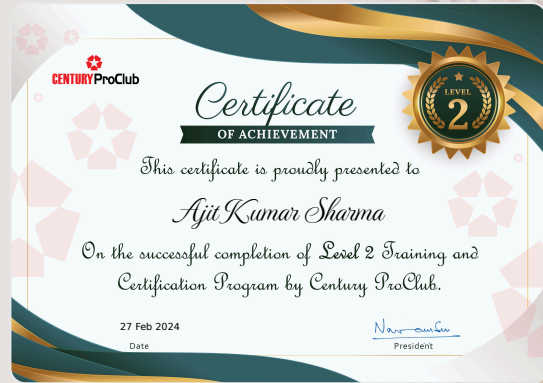 CENTURY ProClub
Certificate
OF ACHIEVEMENT
LEVEL
2
This certificate is proudly presented to
Ajit Kumar Sharma
On the successful completion of Level 2 Training and
Certification Program by Century ProClub.
27 Feb 2024
Date
President